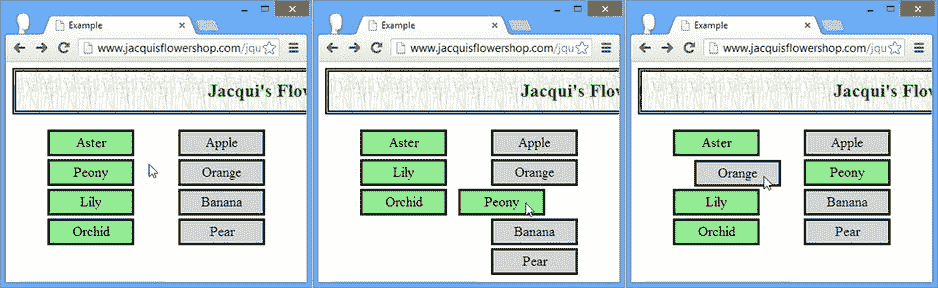 Example
www.jacquisflowershop.com/jqu
Jacqui's Flow
Aster Apple
Peony Orange
Lily Banana
Orchid Pear
Example
www.jacquisflowershop.com/jqu
Jacqui's Flow
Aster Apple
Lily Orange
Orchid Peony
Banana
Pear
Example
www.jacquisflowershop.com/jqu
Jacqui's Flow
Aster Apple
Orange Peony
Lily Banana
Orchid Pear